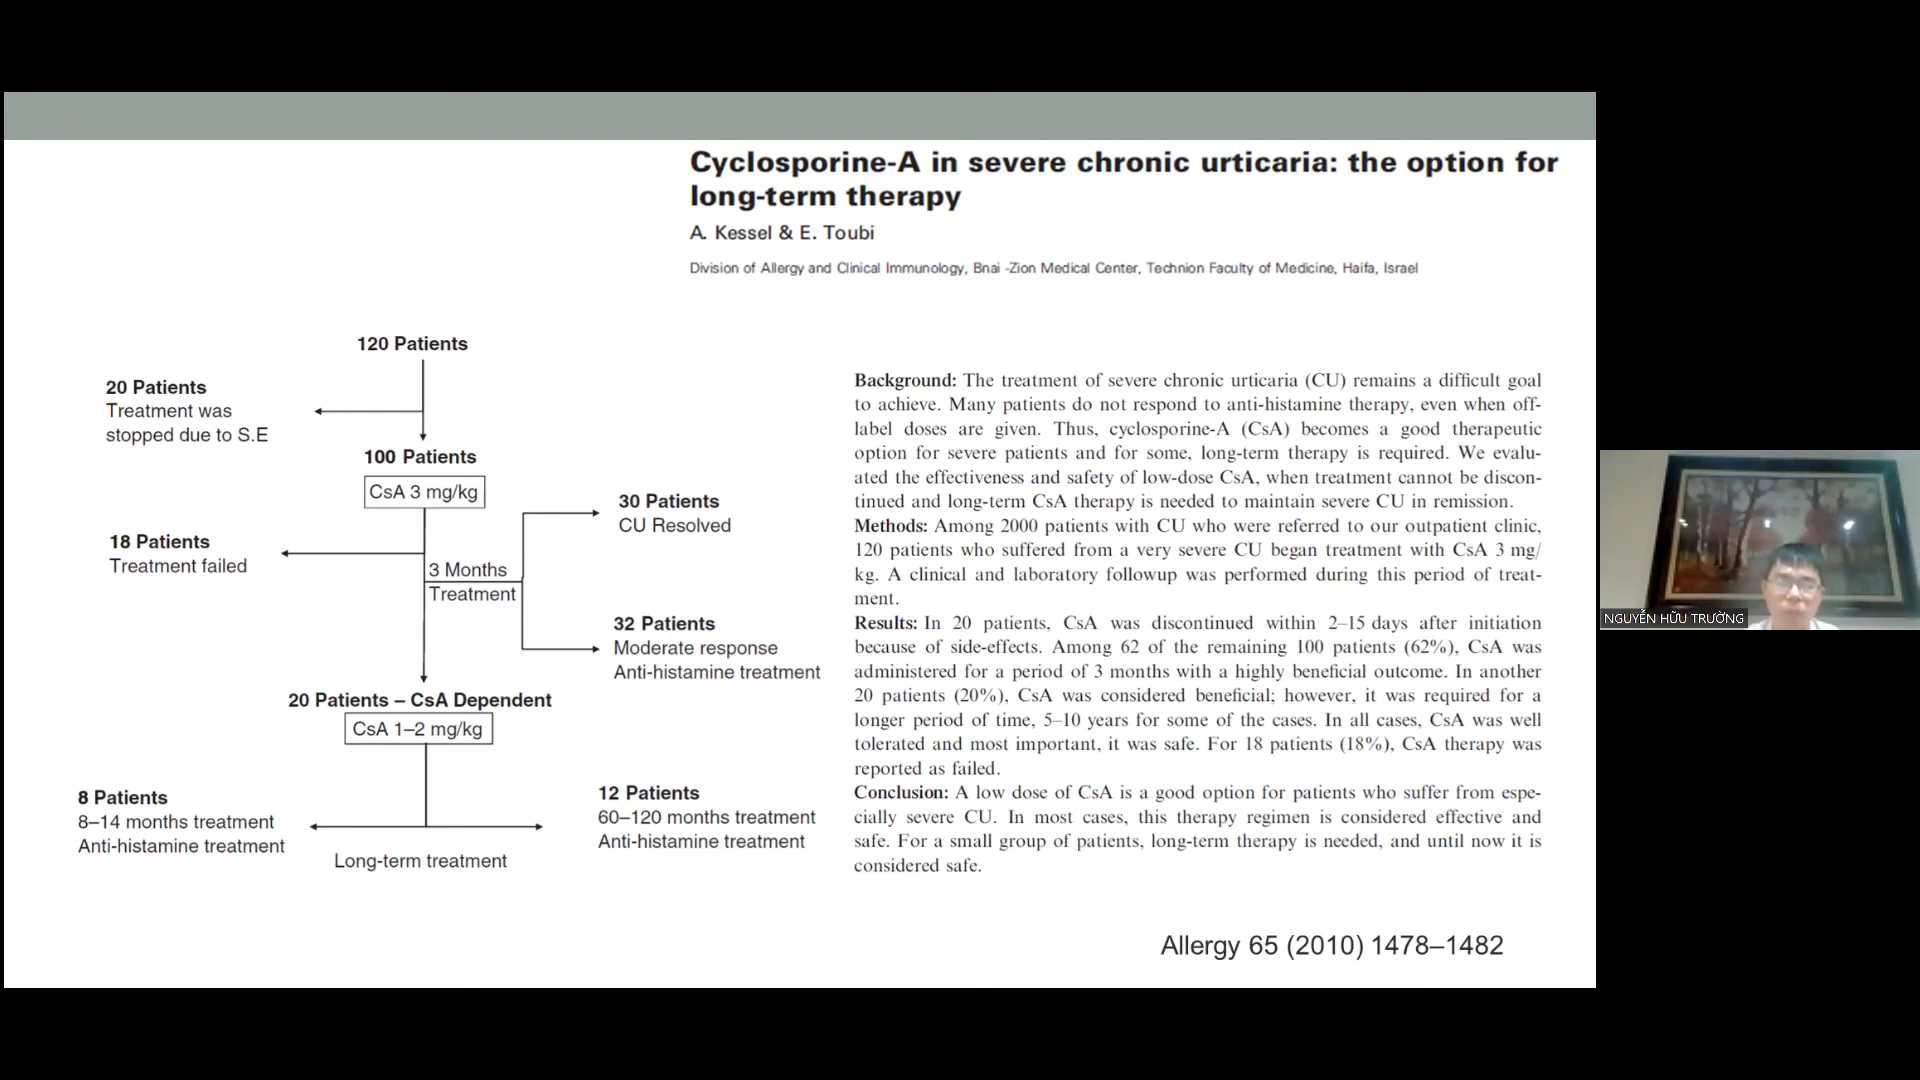 Cyclosporine-A in severe chronic urticaria: the option for
long-term therapy
A. Kessel & E. Toubi
Division of Allergy and Clinical Immunology, Bnai -Zion Medical Center, Technion Faculty of Medicine, Haifa, Israel
120 Patients
20 Patients
Treatment was
stopped due to S.E
100 Patients
CsA 3 mg/kg
30 Patients
CU Resolved
18 Patients
Treatment failed
3 Months
Treatment
32 Patients
Moderate response
Anti-histamine treatment
20 Patients – CsA Dependent
CsA 1–2 mg/kg
8 Patients
8–14 months treatment
Anti-histamine treatment
12 Patients
60–120 months treatment
Anti-histamine treatment
Long-term treatment
Background: The treatment of severe chronic urticaria (CU) remains a difficult goal
to achieve. Many patients do not respond to anti-histamine therapy, even when off-
label doses are given. Thus, cyclosporine-A (CsA) becomes a good therapeutic
option for severe patients and for some, long-term therapy is required. We evalu-
ated the effectiveness and safety of low-dose CsA, when treatment cannot be discon-
tinued and long-term CsA therapy is needed to maintain severe CU in remission.
Methods: Among 2000 patients with CU who were referred to our outpatient clinic,
120 patients who suffered from a very severe CU began treatment with CsA 3 mg/
kg. A clinical and laboratory followup was performed during this period of treat-
ment.
Results: In 20 patients, CsA was discontinued within 2–15 days after initiation
because of side-effects. Among 62 of the remaining 100 patients (62%), CsA was
administered for a period of 3 months with a highly beneficial outcome. In another
20 patients (20%), CsA was considered beneficial; however, it was required for a
longer period of time, 5–10 years for some of the cases. In all cases, CsA was well
tolerated and most important, it was safe. For 18 patients (18%), CsA therapy was
reported as failed.
Conclusion: A low dose of CsA is a good option for patients who suffer from espe-
cially severe CU. In most cases, this therapy regimen is considered effective and
safe. For a small group of patients, long-term therapy is needed, and until now it is
considered safe.
Allergy 65 (2010) 1478–1482
NGUYỄN HỮU TRƯỜNG